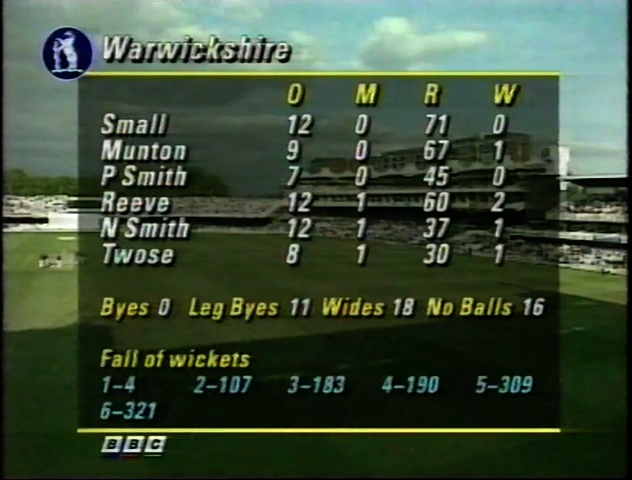 Warwickshire
O M R W
Small 12 0 71 0
Munton 9 0 67 1
P Smith 7 0 45 0
Reeve 12 1 60 2
N Smith 12 1 37 1
Twose 8 1 30 1
Byes 0 Leg Byes 11 Wides 18 No Balls 16
Fall of wickets
1-4 2-107 3-183 4-190 5-309
6-321
BBC